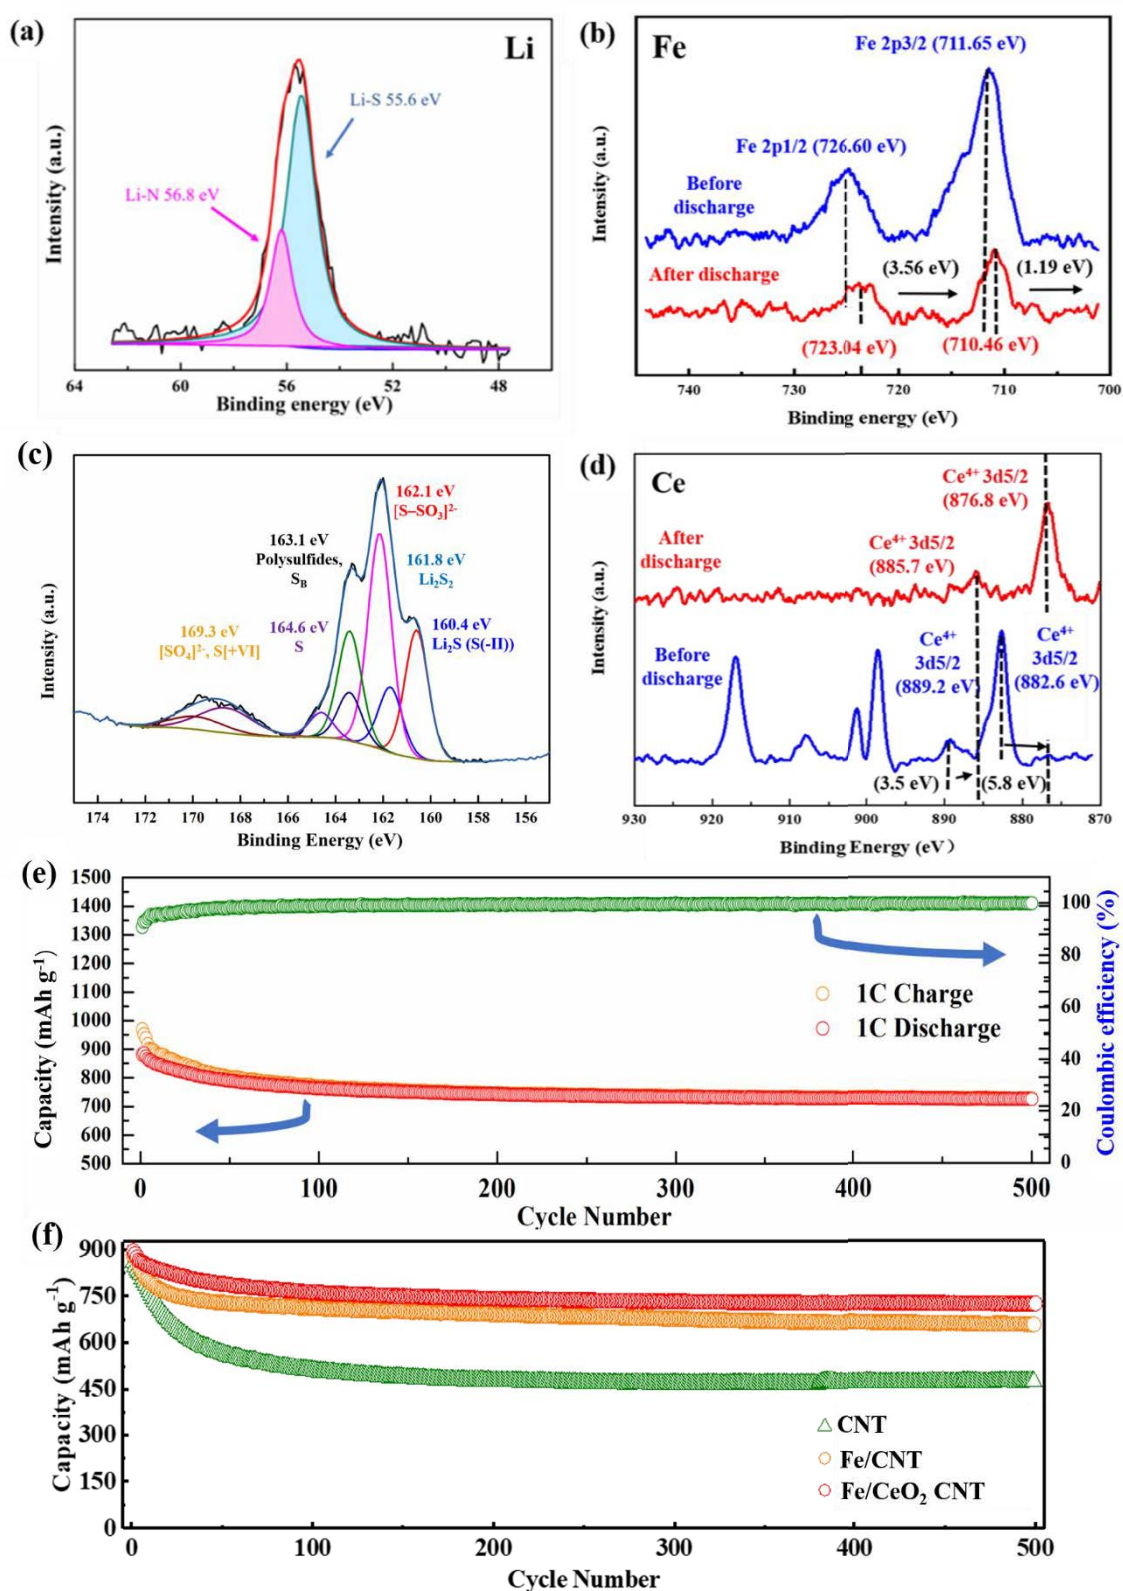 (a)
Li
Li-S 55.6 eV
Li-N 56.8 eV
Intensity (a.u.)
64
60
56
52
48
Binding energy (eV)
(b)
Fe
Fe 2p3/2 (711.65 eV)
Fe 2p1/2 (726.60 eV)
Before
discharge
After discharge
(3.56 eV)
(1.19 eV)
(723.04 eV)
(710.46 eV)
Intensity (a.u.)
740
730
720
710
700
Binding energy (eV)
(c)
162.1 eV
[S–SO3]2-
163.1 eV
Polysulfides,
SB
161.8 eV
Li2S2
160.4 eV
Li2S (S(-II))
169.3 eV
[SO4]2-, S[+VI]
164.6 eV
S
Intensity (a.u.)
174
172
170
168
166
164
162
160
158
156
Binding Energy (eV)
(d)
Ce
Ce4+ 3d5/2
(876.8 eV)
After
discharge
Ce4+ 3d5/2
(885.7 eV)
Before
discharge
Ce4+
3d5/2
(889.2 eV)
Ce4+
3d5/2
(882.6 eV)
(3.5 eV)
(5.8 eV)
Intensity (a.u.)
930
920
910
900
890
880
870
Binding Energy (eV)
(e)
1500
1400
1300
1200
1100
1000
900
800
700
600
500
Capacity (mAh g-1)
100
80
60
40
20
0
Coulombic efficiency (%)
1C Charge
1C Discharge
0
100
200
300
400
500
Cycle Number
(f)
900
750
600
450
300
150
0
Capacity (mAh g-1)
CNT
Fe/CNT
Fe/CeO2 CNT
0
100
200
300
400
500
Cycle Number